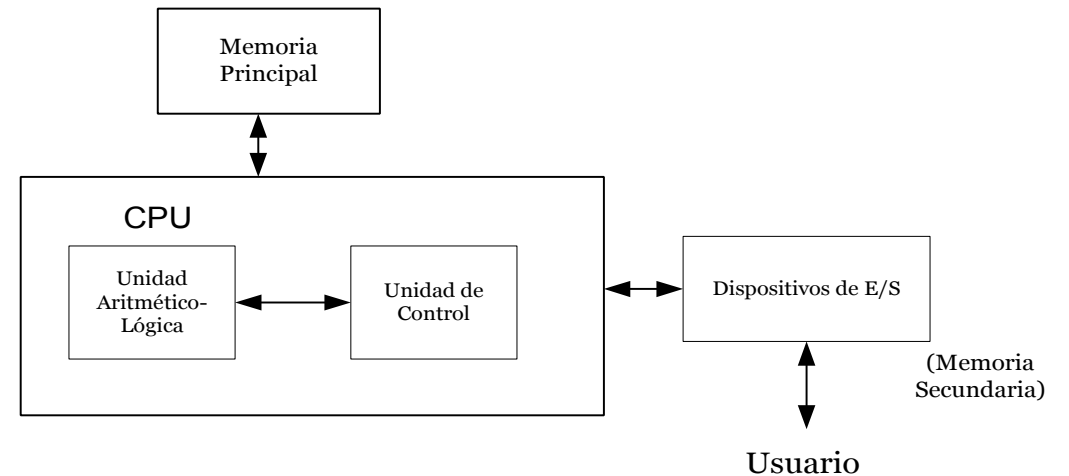 Memoria
Principal
CPU
Unidad
Aritmético-
Lógica
Unidad de
Control
Dispositivos de E/S
(Memoria
Secundaria)
Usuario